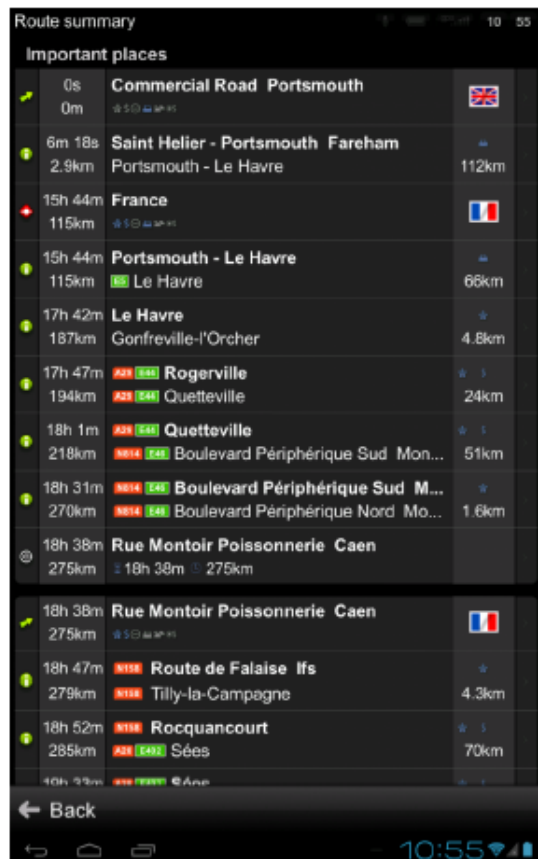 Route summary 10 55
Important places
0s Commercial Road Portsmouth
0m
6m 18s Saint Helier - Portsmouth Fareham
2.9km Portsmouth - Le Havre 112km
15h 44m France
115km
15h 44m Portsmouth - Le Havre
115km E5 Le Havre 66km
17h 42m Le Havre
187km Gonfreville-l'Orcher 4.8km
17h 47m A29 E44 Rogerville
194km A29 E44 Quetteville 24km
18h 1m A29 E44 Quetteville
218km N814 E46 Boulevard Périphérique Sud Mon... 51km
18h 31m N814 E46 Boulevard Périphérique Sud M...
270km N814 E46 Boulevard Périphérique Nord Mo... 1.6km
18h 38m Rue Montoir Poissonnerie Caen
275km 18h 38m 275km
18h 38m Rue Montoir Poissonnerie Caen
275km
18h 47m N158 Route de Falaise Ifs
279km N158 Tilly-la-Campagne 4.3km
18h 52m N158 Rocquancourt
285km A28 E402 Sées 70km
19h 33m Sées
Back
10:55